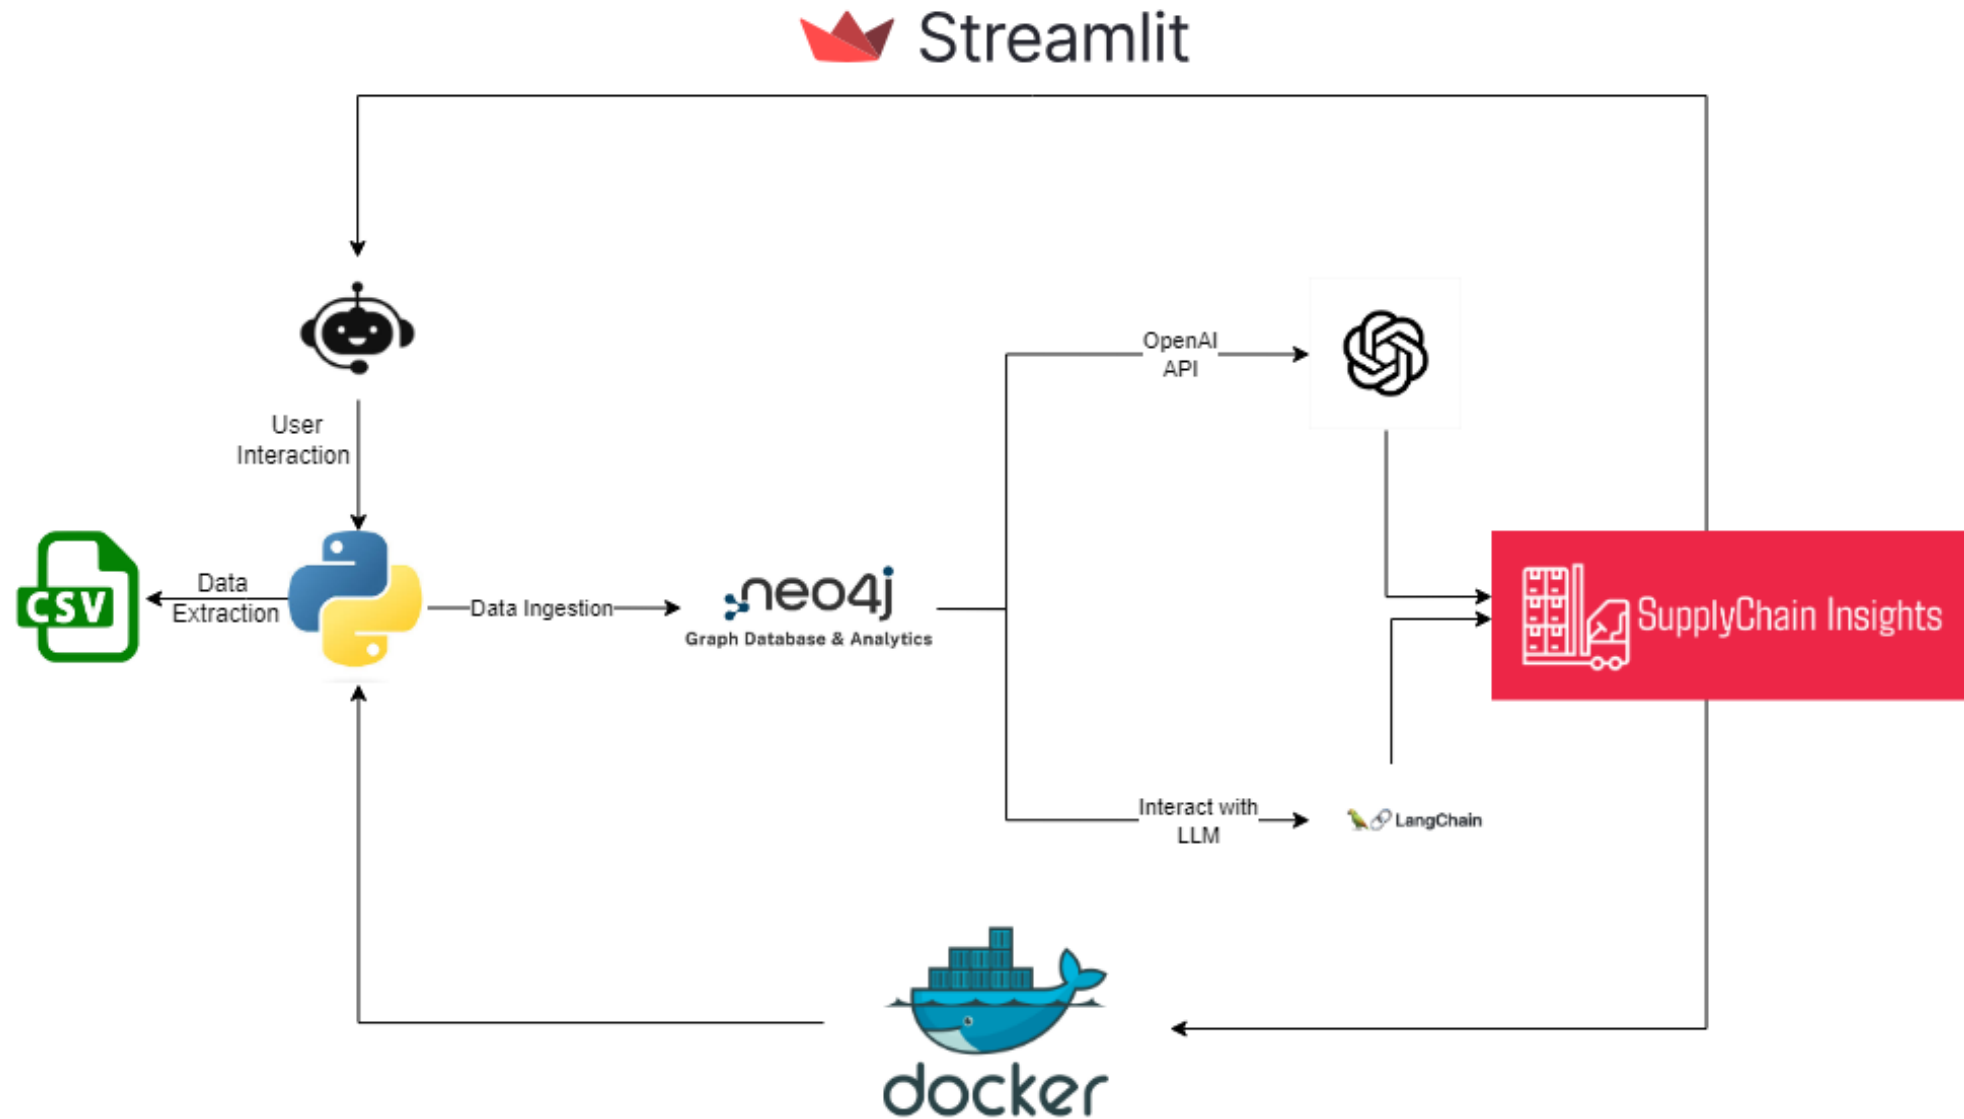 Streamlit
OpenAI
API
User
Interaction
CSV
Data
Extraction
Data Ingestion
neo4j
Graph Database & Analytics
SupplyChain Insights
Interact with
LLM
LangChain
docker